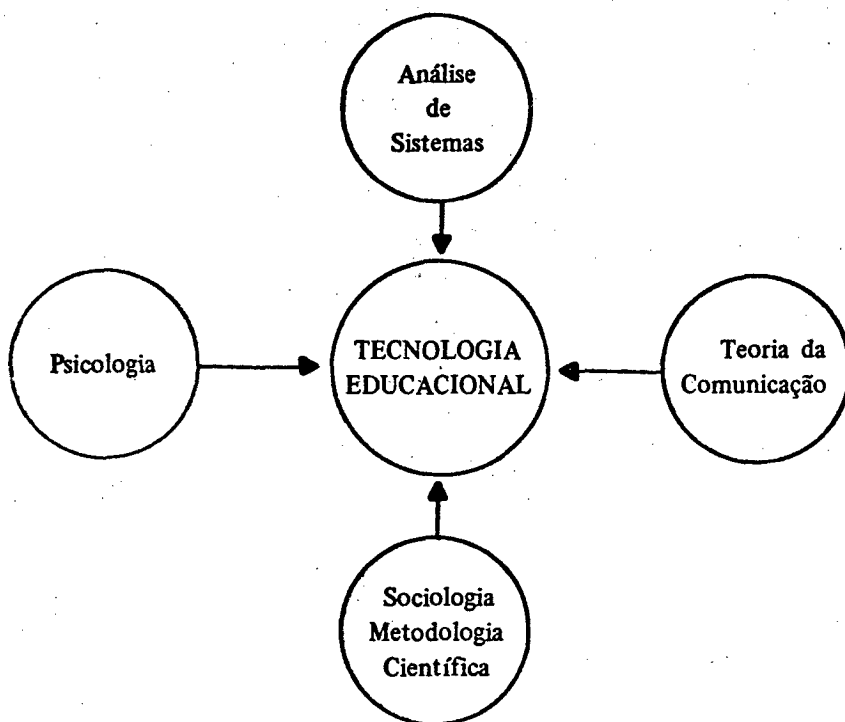 Análise
de
Sistemas
Psicologia
TECNOLOGIA
EDUCACIONAL
Teoria da
Comunicação
Sociologia
Metodologia
Científica